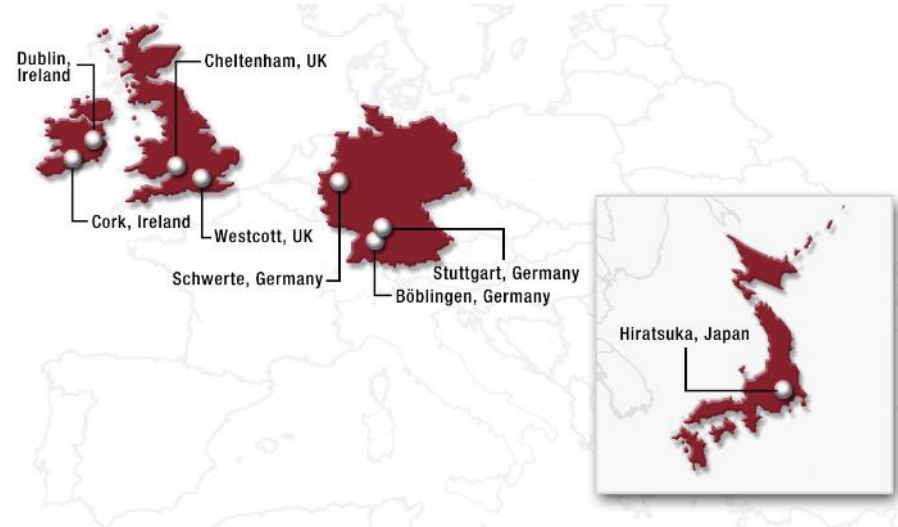 Dublin,
Ireland
Cheltenham, UK
Cork, Ireland
Westcott, UK
Schwerte, Germany
Stuttgart, Germany
Böblingen, Germany
Hiratsuka, Japan